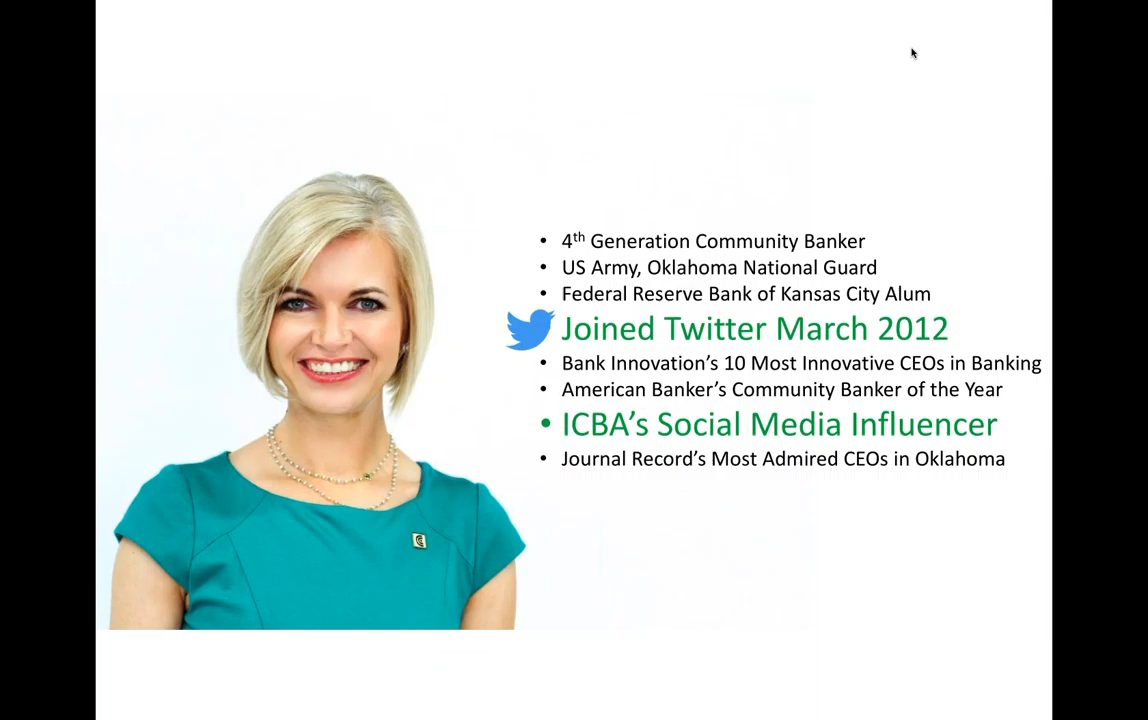 4th Generation Community Banker
US Army, Oklahoma National Guard
Federal Reserve Bank of Kansas City Alum
Joined Twitter March 2012
Bank Innovation’s 10 Most Innovative CEOs in Banking
American Banker’s Community Banker of the Year
ICBA’s Social Media Influencer
Journal Record’s Most Admired CEOs in Oklahoma